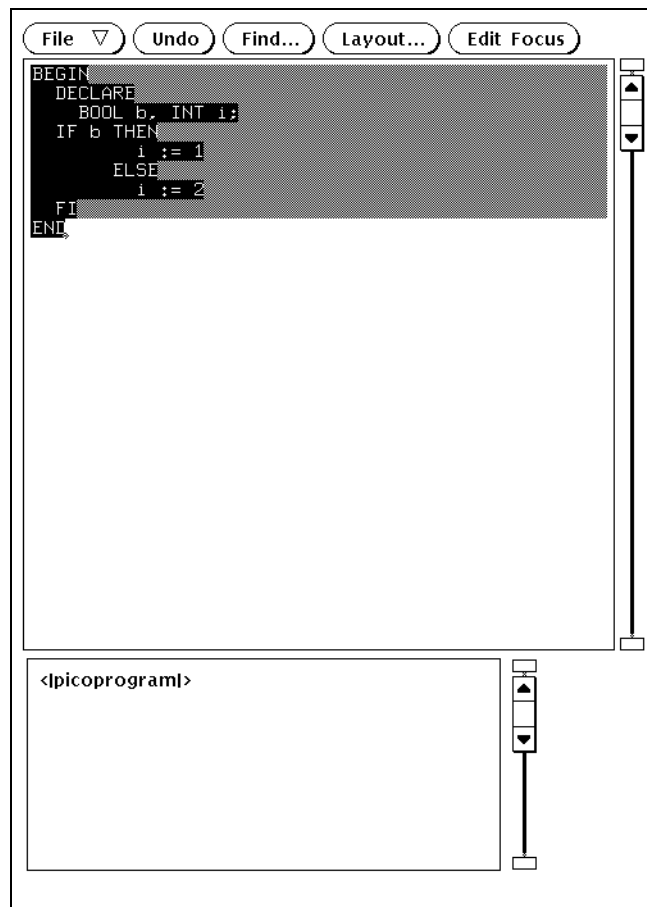 File ▽ Undo Find... Layout... Edit Focus
BEGIN
DECLARE
BOOL b, INT i;
IF b THEN
i := 1
ELSE
i := 2
FI
END
<|picoprogram|>